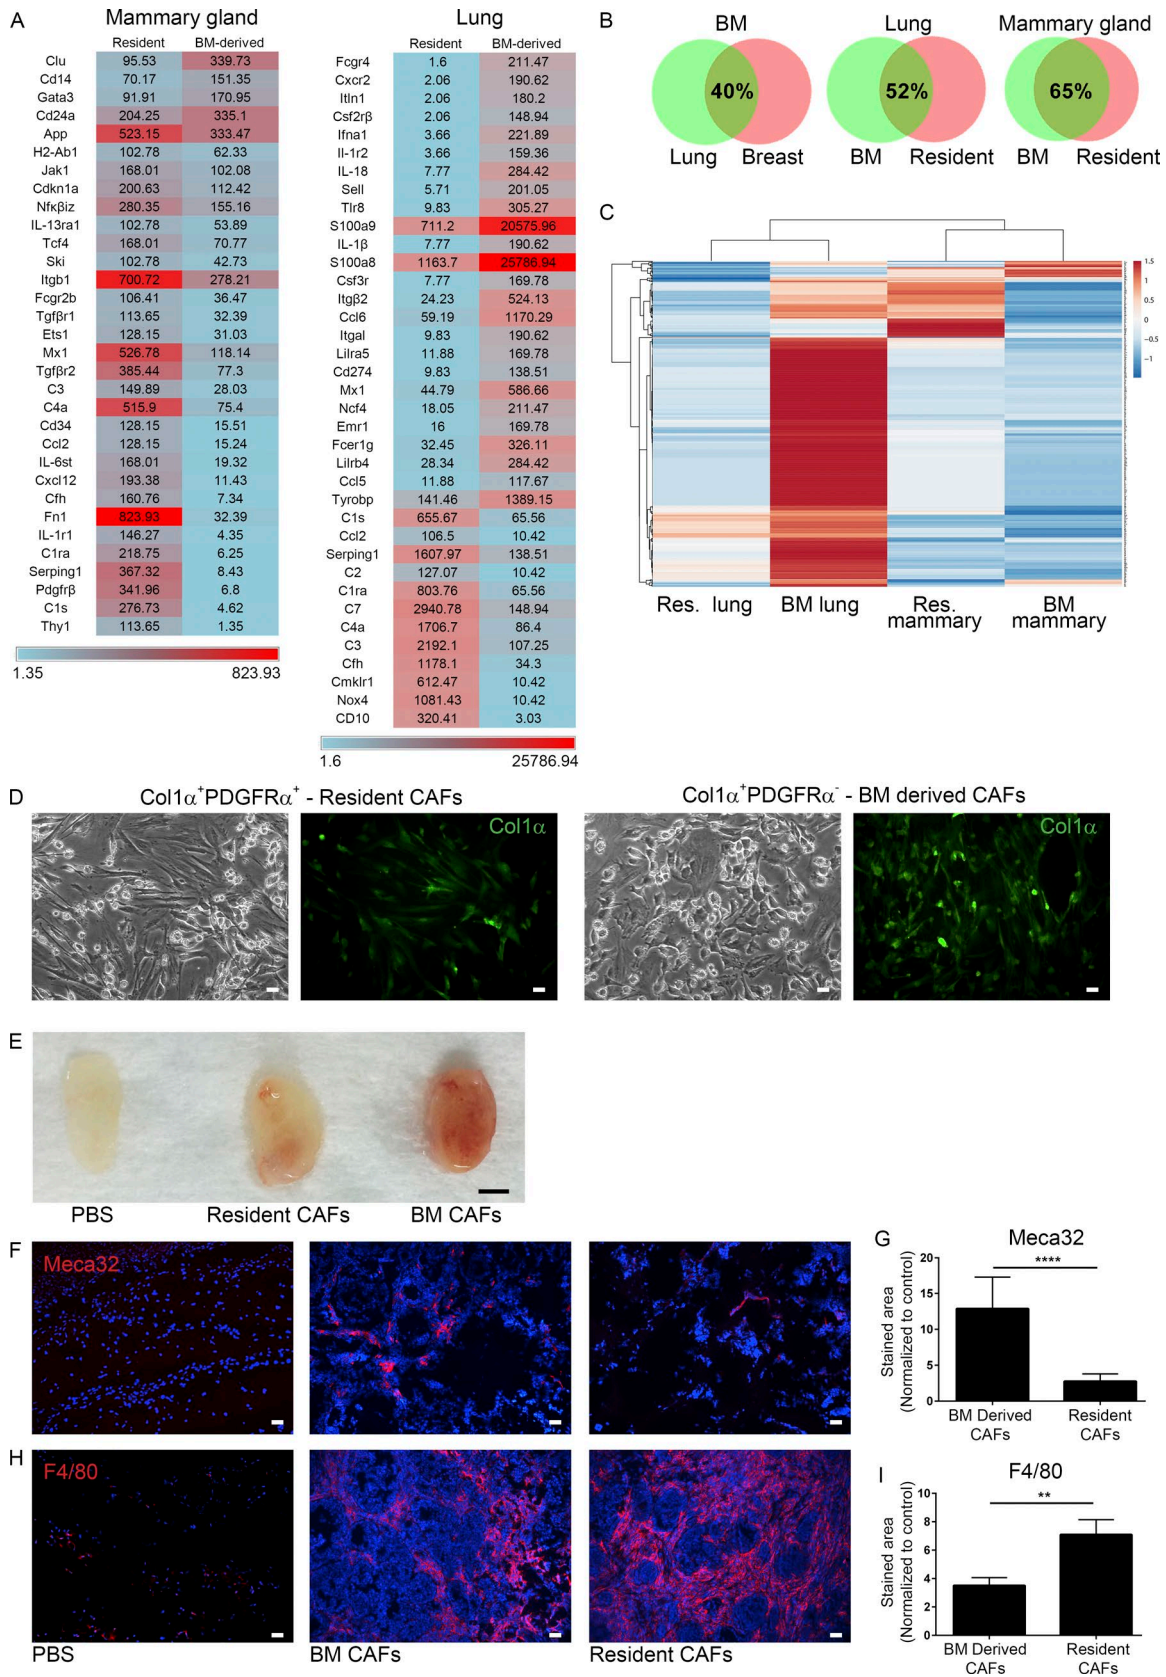 A
Mammary gland
Resident BM-derived
Clu 95.53 339.73
Cd14 70.17 151.35
Gata3 91.91 170.95
Cd24a 204.25 335.1
App 523.15 333.47
H2-Ab1 102.78 62.33
Jak1 168.01 102.08
Cdkn1a 200.63 112.42
Nfκβiz 280.35 155.16
IL-13ra1 102.78 53.89
Tcf4 168.01 70.77
Ski 102.78 42.73
Itgb1 700.72 278.21
Fcgr2b 106.41 36.47
Tgfβr1 113.65 32.39
Ets1 128.15 31.03
Mx1 526.78 118.14
Tgfβr2 385.44 77.3
C3 149.89 28.03
C4a 515.9 75.4
Cd34 128.15 15.51
Ccl2 128.15 15.24
IL-6st 168.01 19.32
Cxcl12 193.38 11.43
Cfh 160.76 7.34
Fn1 823.93 32.39
IL-1r1 146.27 4.35
C1ra 218.75 6.25
Serping1 367.32 8.43
Pdgfrβ 341.96 6.8
C1s 276.73 4.62
Thy1 113.65 1.35
1.35 823.93
Lung
Resident BM-derived
Fcgr4 1.6 211.47
Cxcr2 2.06 190.62
Itln1 2.06 180.2
Csf2rβ 2.06 148.94
Ifna1 3.66 221.89
Il-1r2 3.66 159.36
IL-18 7.77 284.42
Sell 5.71 201.05
Tlr8 9.83 305.27
S100a9 711.2 20575.96
IL-1β 7.77 190.62
S100a8 1163.7 25786.94
Csf3r 7.77 169.78
Itgβ2 24.23 524.13
Ccl6 59.19 1170.29
Itgal 9.83 190.62
Lilra5 11.88 169.78
Cd274 9.83 138.51
Mx1 44.79 586.66
Ncf4 18.05 211.47
Emr1 16 169.78
Fcer1g 32.45 326.11
Lilrb4 28.34 284.42
Ccl5 11.88 117.67
Tyrobp 141.46 1389.15
C1s 655.67 65.56
Ccl2 106.5 10.42
Serping1 1607.97 138.51
C2 127.07 10.42
C1ra 803.76 65.56
C7 2940.78 148.94
C4a 1706.7 86.4
C3 2192.1 107.25
Cfh 1178.1 34.3
Cmklr1 612.47 10.42
Nox4 1081.43 10.42
CD10 320.41 3.03
1.6 25786.94
B
BM Lung Mammary gland
40% 52% 65%
Lung Breast BM Resident BM Resident
C
1.5
1
0.5
0
−0.5
−1
Res. lung BM lung Res. mammary BM mammary
D
Col1α+PDGFRα+ - Resident CAFs
Col1α+PDGFRα- - BM derived CAFs
Col1α
Col1α
E
PBS Resident CAFs BM CAFs
F
Meca32
G
Meca32
****
Stained area
(Normalized to control)
20
15
10
5
0
BM Derived CAFs
Resident CAFs
H
F4/80
PBS BM CAFs Resident CAFs
I
F4/80
**
Stained area
(Normalized to control)
10
8
6
4
2
0
BM Derived CAFs
Resident CAFs